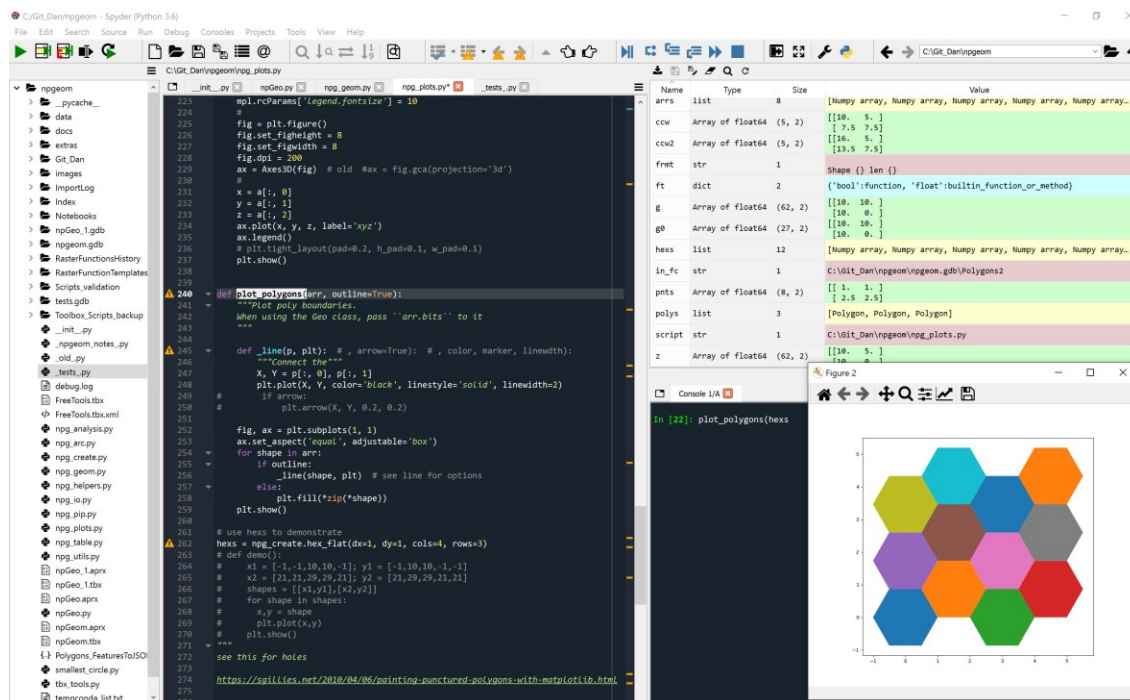 C:/Git_Dan/npgeom - Spyder (Python 3.6)
File Edit Search Source Run Debug Consoles Projects Tools View Help
C:\Git_Dan\npgeom
C:\Git_Dan\npgeom\npg_plots.py
__init__.py npGeo.py npg_geom.py npg_plots.py* _tests_.py
npgeom
__pycache__
data
docs
extras
Git_Dan
images
ImportLog
Index
Notebooks
npGeo_1.gdb
npgeom.gdb
RasterFunctionsHistory
RasterFunctionTemplates
Scripts_validation
tests.gdb
Toolbox_Scripts_backup
__init__.py
_npgeom_notes_.py
_old_.py
_tests_.py
debug.log
FreeTools.tbx
FreeTools.tbx.xml
npg_analysis.py
npg_arc.py
npg_create.py
npg_geom.py
npg_helpers.py
npg_io.py
npg_pip.py
npg_plots.py
npg_table.py
npg_utils.py
npGeo_1.aprx
npGeo_1.tbx
npGeo.aprx
npGeo.py
npGeom.aprx
npGeom.tbx
Polygons_FeaturesToJSO
smallest_circle.py
tbx_tools.py
tempconda_list.txt
223 mpl.rcParams['legend.fontsize'] = 10
224 #
225 fig = plt.figure()
226 fig.set_figheight = 8
227 fig.set_figwidth = 8
228 fig.dpi = 200
229 ax = Axes3D(fig)  # old  #ax = fig.gca(projection='3d')
230 #
231 x = a[:, 0]
232 y = a[:, 1]
233 z = a[:, 2]
234 ax.plot(x, y, z, label='xyz')
235 ax.legend()
236 # plt.tight_layout(pad=0.2, h_pad=0.1, w_pad=0.1)
237 plt.show()
238
239
240 def plot_polygons(arr, outline=True):
241 """Plot poly boundaries.
242 When using the Geo class, pass ``arr.bits`` to it
243 """
244
245 def _line(p, plt):  # , arrow=True):  # , color, marker, linewdth):
246 """Connect the"""
247 X, Y = p[:, 0], p[:, 1]
248 plt.plot(X, Y, color='black', linestyle='solid', linewidth=2)
249 # if arrow:
250 # plt.arrow(X, Y, 0.2, 0.2)
251
252 fig, ax = plt.subplots(1, 1)
253 ax.set_aspect('equal', adjustable='box')
254 for shape in arr:
255 if outline:
256 _line(shape, plt)  # see line for options
257 else:
258 plt.fill(*zip(*shape))
259 plt.show()
260
261 # use hexs to demonstrate
262 hexs = npg_create.hex_flat(dx=1, dy=1, cols=4, rows=3)
263 # def demo():
264 # x1 = [-1,-1,10,10,-1]; y1 = [-1,10,10,-1,-1]
265 # x2 = [21,21,29,29,21]; y2 = [21,29,29,21,21]
266 # shapes = [[x1,y1],[x2,y2]]
267 # for shape in shapes:
268 # x,y = shape
269 # plt.plot(x,y)
270 # plt.show()
271 """
272 see this for holes
273
274 https://sgillies.net/2010/04/06/painting-punctured-polygons-with-matplotlib.html
275
Name Type Size Value
arrs list 8 [Numpy array, Numpy array, Numpy array, Numpy array, Numpy array…
ccw Array of float64 (5, 2) [[10. 5. ]
[ 7.5 7.5]
ccw2 Array of float64 (5, 2) [[16. 5. ]
[13.5 7.5]
frmt str 1
Shape {} len {}
ft dict 2 {'bool':function, 'float':builtin_function_or_method}
g Array of float64 (62, 2) [[10. 10. ]
[10. 0. ]
g0 Array of float64 (27, 2) [[10. 10. ]
[10. 0. ]
hexs list 12 [Numpy array, Numpy array, Numpy array, Numpy array, Numpy array…
in_fc str 1 C:\Git_Dan\npgeom\npgeom.gdb\Polygons2
pnts Array of float64 (8, 2) [[ 1. 1. ]
[ 2.5 2.5]
polys list 3 [Polygon, Polygon, Polygon]
script str 1 C:\Git_Dan\npgeom\npg_plots.py
z Array of float64 (62, 2) [[10. 5. ]
Console 1/A
In [22]: plot_polygons(hexs
Figure 2
5
4
3
2
1
0
-1
-1 0 1 2 3 4 5